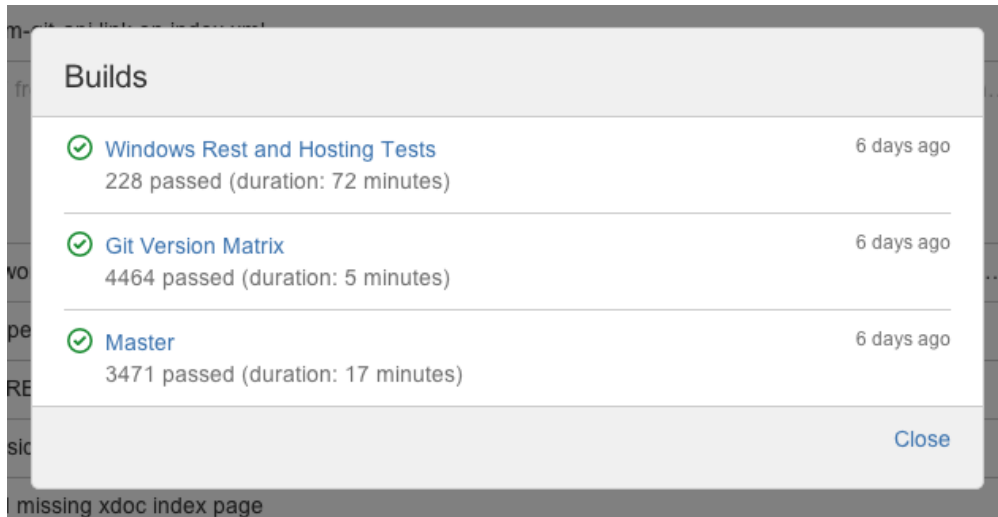 Builds
Windows Rest and Hosting Tests
6 days ago
228 passed (duration: 72 minutes)
Git Version Matrix
6 days ago
4464 passed (duration: 5 minutes)
Master
6 days ago
3471 passed (duration: 17 minutes)
Close
missing xdoc index page